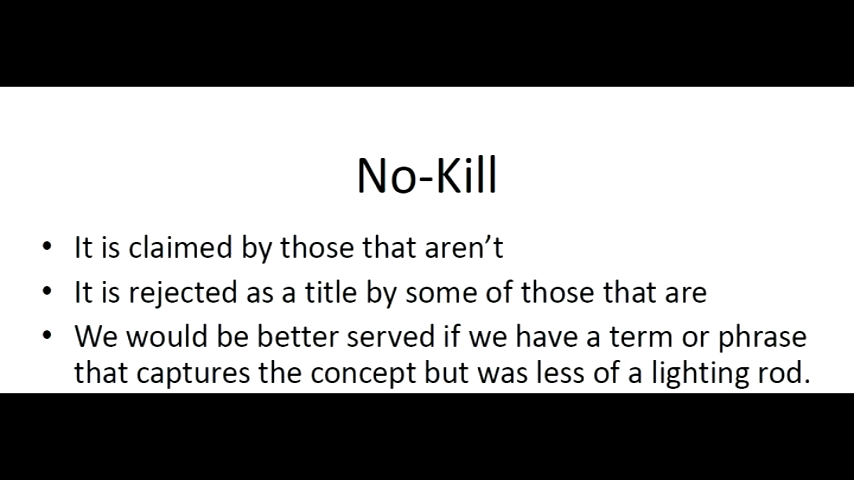 No-Kill
• It is claimed by those that aren't
• It is rejected as a title by some of those that are
• We would be better served if we have a term or phrase
that captures the concept but was less of a lighting rod.